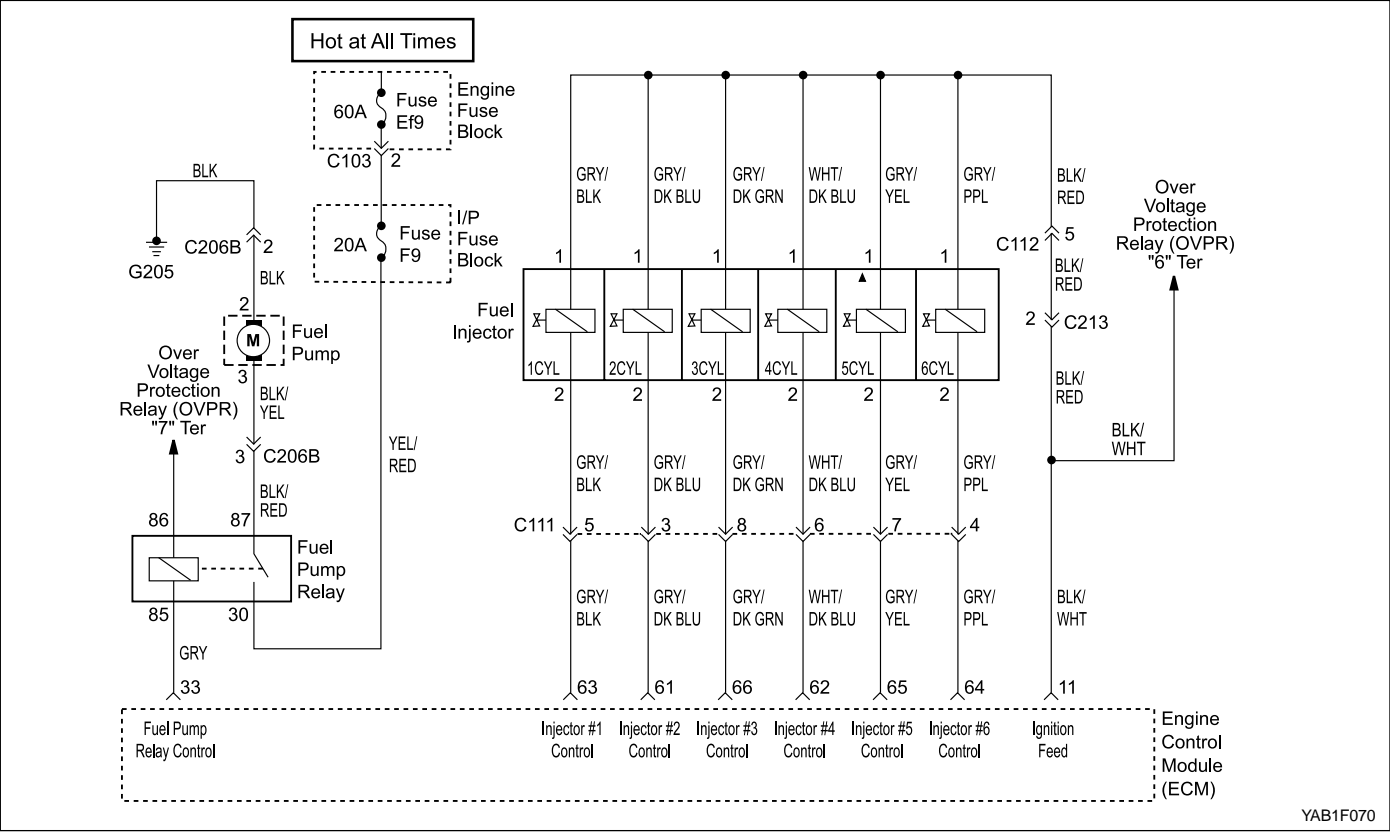 Hot at All Times
60A
Fuse
Ef9
Engine
Fuse
Block
C103
2
20A
Fuse
F9
I/P
Fuse
Block
BLK
G205
C206B
2
BLK
2
M
Fuel
Pump
3
BLK/
YEL
3
C206B
BLK/
RED
YEL/
RED
Over
Voltage
Protection
Relay (OVPR)
"7" Ter
86
87
Fuel
Pump
Relay
85
30
GRY
33
GRY/
BLK
GRY/
DK BLU
GRY/
DK GRN
WHT/
DK BLU
GRY/
YEL
GRY/
PPL
BLK/
RED
1
1
1
1
1
1
Fuel
Injector
1CYL
2CYL
3CYL
4CYL
5CYL
6CYL
2
2
2
2
2
2
C112
5
BLK/
RED
2
C213
BLK/
RED
Over
Voltage
Protection
Relay (OVPR)
"6" Ter
BLK/
WHT
GRY/
BLK
GRY/
DK BLU
GRY/
DK GRN
WHT/
DK BLU
GRY/
YEL
GRY/
PPL
C111
5
3
8
6
7
4
GRY/
BLK
GRY/
DK BLU
GRY/
DK GRN
WHT/
DK BLU
GRY/
YEL
GRY/
PPL
BLK/
WHT
63
61
66
62
65
64
11
Fuel Pump
Relay Control
Injector #1
Control
Injector #2
Control
Injector #3
Control
Injector #4
Control
Injector #5
Control
Injector #6
Control
Ignition
Feed
Engine
Control
Module
(ECM)
YAB1F070